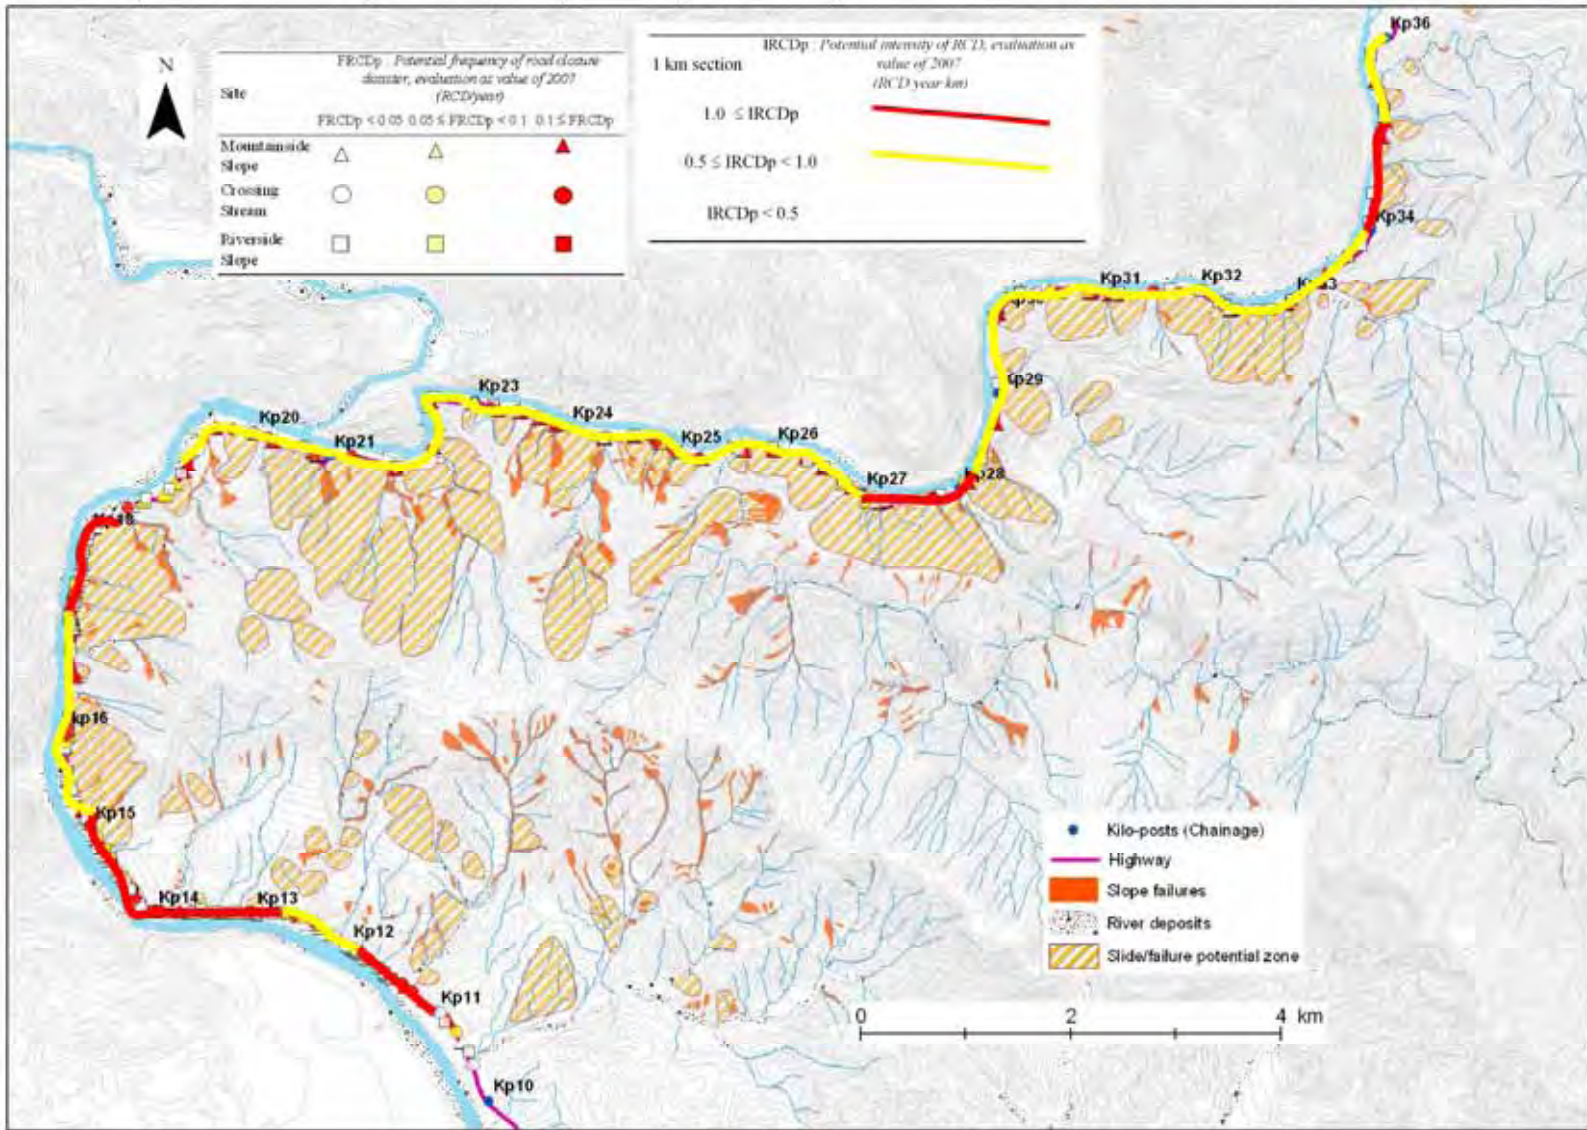 N
FRCDp : Potential frequency of road closure
disaster, evaluation as value of 2007
(RCD/year)
Site
FRCDp < 0.05 0.05 ≤ FRCDp < 0.1 0.1 ≤ FRCDp
Mountainside
Slope
Crossing
Stream
Riverside
Slope
IRCDp : Potential intensity of RCD, evaluation as
value of 2007
(RCD year km)
1 km section
1.0 ≤ IRCDp
0.5 ≤ IRCDp < 1.0
IRCDp < 0.5
Kp36
Kp34
Kp32
Kp31
Kp29
Kp28
Kp27
Kp26
Kp25
Kp24
Kp23
Kp21
Kp20
kp16
Kp15
Kp14
Kp13
Kp12
Kp11
Kp10
Kilo-posts (Chainage)
Highway
Slope failures
River deposits
Slide/failure potential zone
0 2 4 km